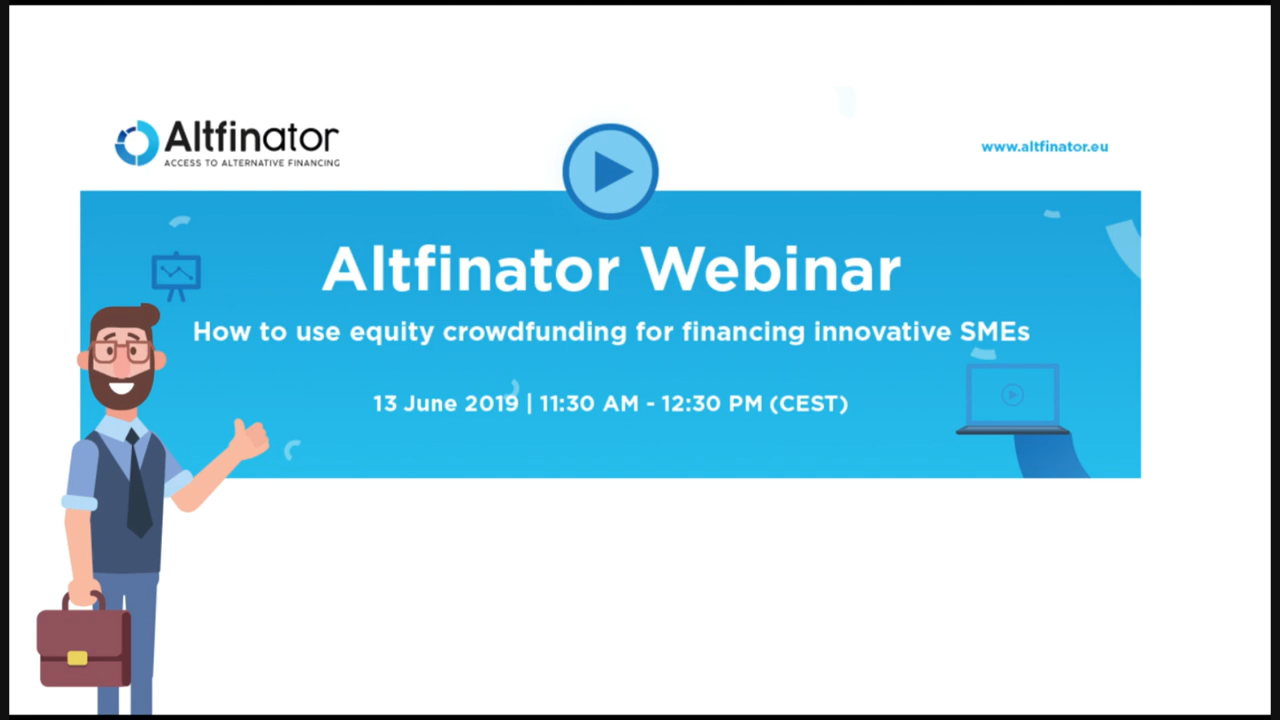 Altfinator
ACCESS TO ALTERNATIVE FINANCING
www.altfinator.eu
Altfinator Webinar
How to use equity crowdfunding for financing innovative SMEs
13 June 2019 | 11:30 AM - 12:30 PM (CEST)